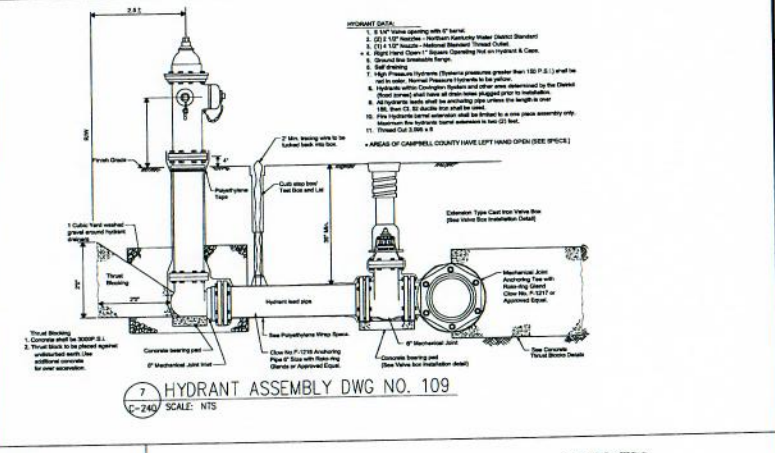 2.4 ±
R/W
HYDRANT DATA:
1. 5 1/4" Valve opening with 6" barrel.
2. (2) 2 1/2" Nozzles - Northern Kentucky Water District Standard
3. (1) 4 1/2" Nozzle - National Standard Thread Outlet.
* 4. Right Hand Open 1" Square Operating Nut on Hydrant & Caps.
5. Ground line breakable flange.
6. Self draining
7. High Pressure Hydrants (Systems pressures greater than 150 P.S.I.) shall be
red in color. Normal Pressure Hydrants to be yellow.
8. Hydrants within Covington System and other area determined by the District
(flood zones) shall have all drain holes plugged prior to installation.
9. All hydrants leads shall be anchoring pipe unless the length is over
then Cl. 52 ductile iron shall be used.
10. Fire Hydrants barrel extension shall be limited to a one piece assembly only.
Maximum fire hydrants barrel extension is two (2) feet.
11. Thread Cut
* AREAS OF CAMPBELL COUNTY HAVE LEFT HAND OPEN (SEE SPECS.)
2' Min. tracing wire to be
tucked back into box.
Finish Grade
4"
Polyethylene
Tape
Curb stop box/
Test Box and Lid
36" Min.
Extension Type Cast Iron Valve Box
(See Valve Box Installation Detail)
1 Cubic Yard washed
gravel around hydrant
drainers
Thrust
Blocking
2'0"
2'0"
Hydrant lead pipe
Mechanical Joint
Anchoring Tee with
Roke-ring Gland
Clow No. F-1217 or
Approved Equal.
Thrust Blocking
1. Concrete shall be 3000P.S.I.
2. Thrust block to be placed against
undisturbed earth. Use
additional concrete
for over excavation.
Concrete bearing pad
6" Mechanical Joint Inlet
See Polyethylene Wrap Specs.
Clow No. F-1216 Anchoring
Pipe 6" Size with Roke-ring
Glands or Approved Equal.
6" Mechanical Joint
Concrete bearing pad
(See Valve box installation detail)
See Concrete
Thrust Blocks Details
7
C-240
HYDRANT ASSEMBLY DWG NO. 109
SCALE: NTS